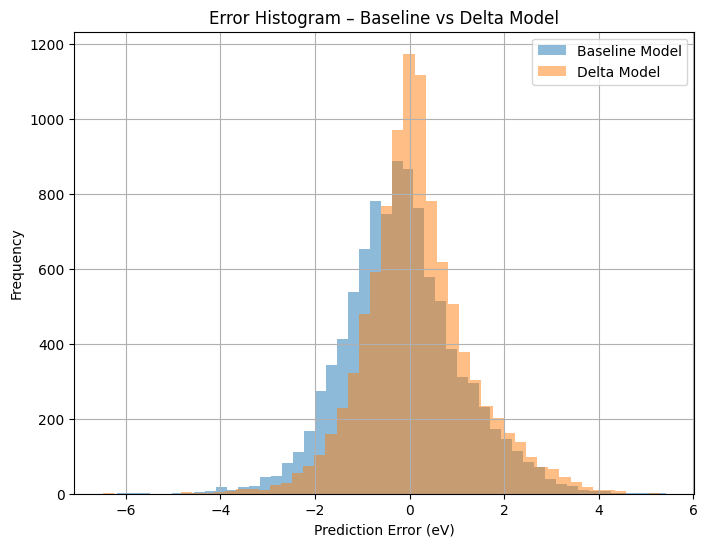 Error Histogram – Baseline vs Delta Model
Baseline Model
Delta Model
Frequency
1200
1000
800
600
400
200
0
−6
−4
−2
0
2
4
6
Prediction Error (eV)